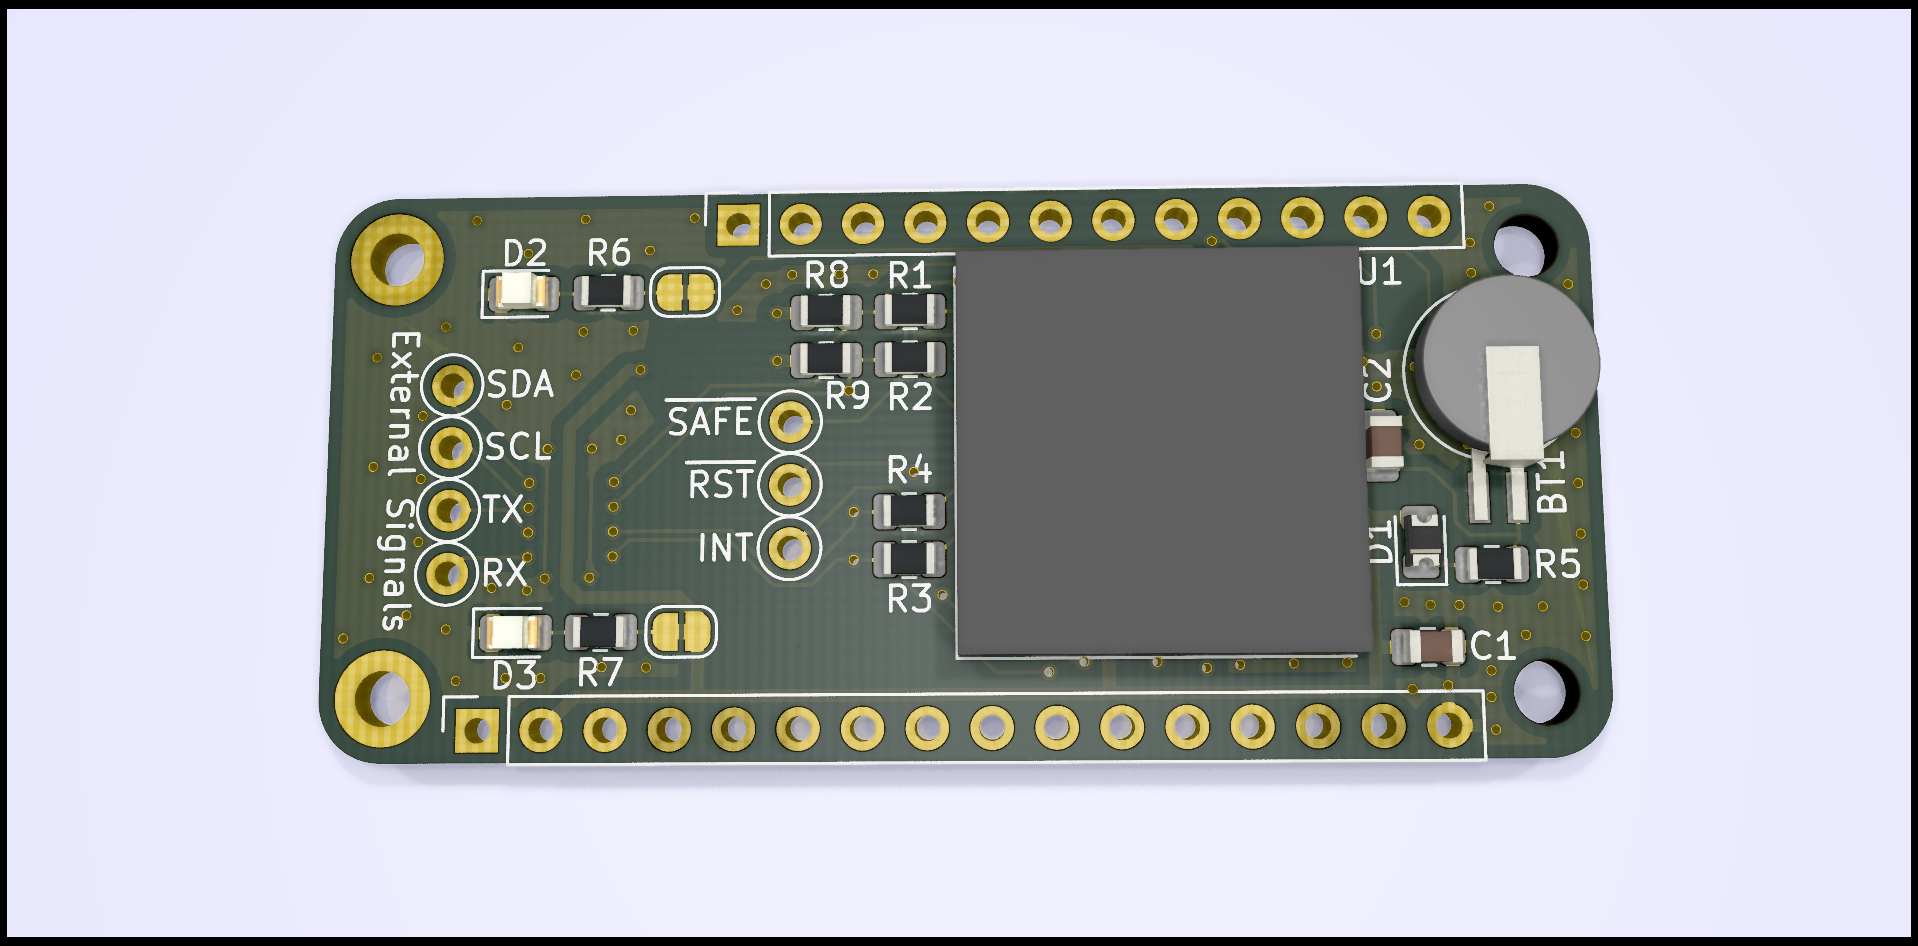 D2
R6
R8
R1
U1
R9
R2
C2
External Signals
SDA
SCL
TX
RX
SAFE
RST
INT
R4
R3
BT1
D1
R5
D3
R7
C1